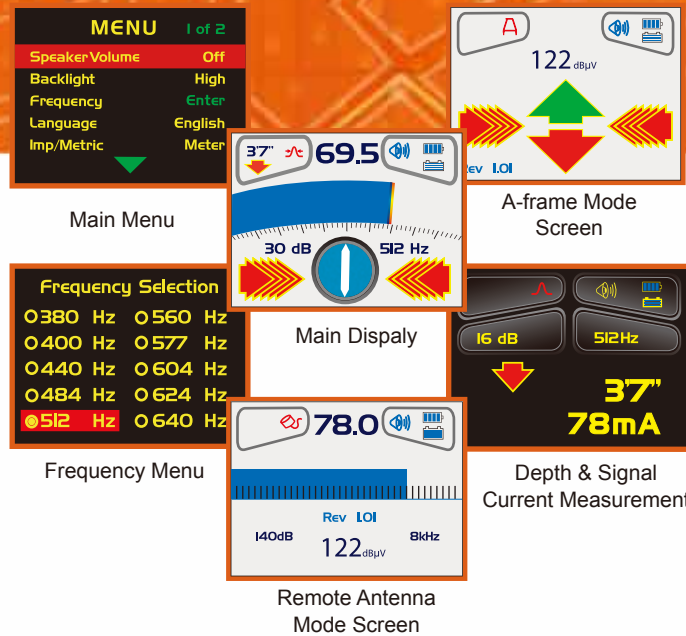 MENU 1 of 2
Speaker Volume Off
Backlight High
Frequency Enter
Language English
Imp/Metric Meter
Main Menu
122 dBµV
Rev 1.01
A-frame Mode
Screen
3'7" 69.5
30 dB 512 Hz
Main Dispaly
Frequency Selection
380 Hz 560 Hz
400 Hz 577 Hz
440 Hz 604 Hz
484 Hz 624 Hz
512 Hz 640 Hz
Frequency Menu
16 dB 512Hz
3'7"
78mA
Depth & Signal
Current Measurement
78.0
Rev 1.01
140dB 8kHz
122 dBµV
Remote Antenna
Mode Screen